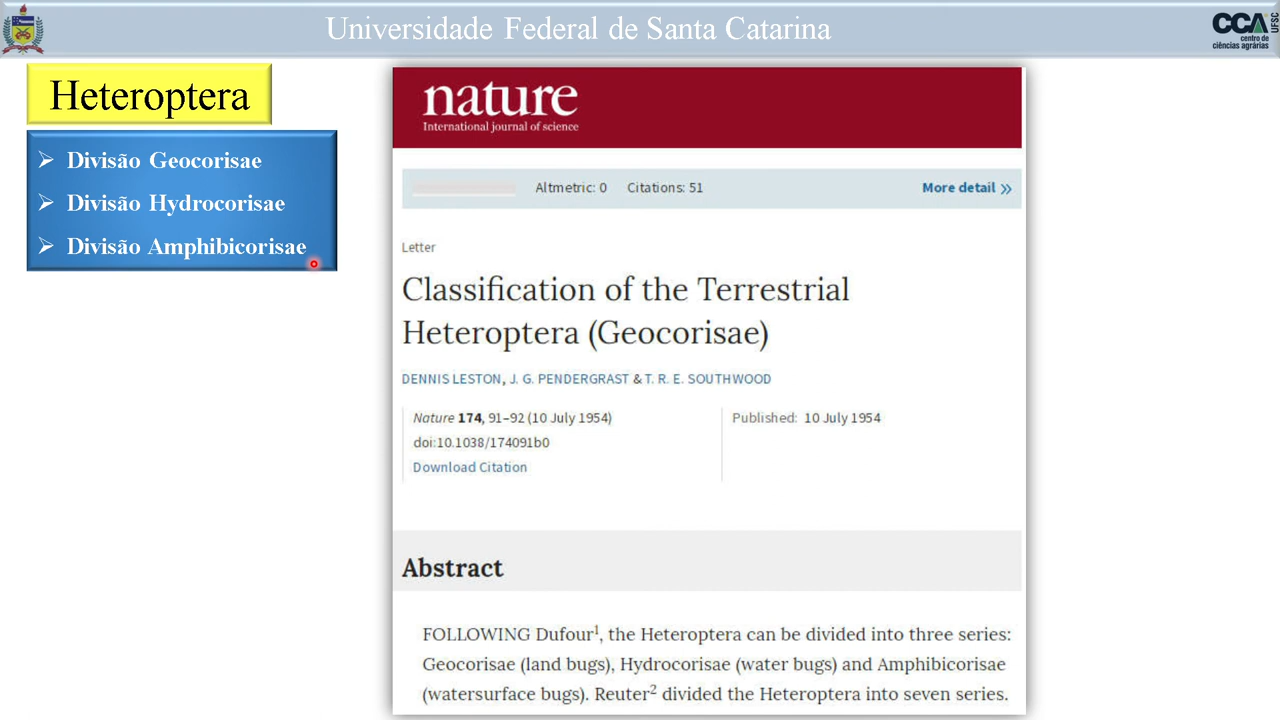 Universidade Federal de Santa Catarina
CCA
UFSC
centro de
ciências agrárias
Heteroptera
Divisão Geocorisae
Divisão Hydrocorisae
Divisão Amphibicorisae
nature
International journal of science
Altmetric: 0 Citations: 51 More detail »
Letter
Classification of the Terrestrial
Heteroptera (Geocorisae)
DENNIS LESTON, J. G. PENDERGRAST & T. R. E. SOUTHWOOD
Nature 174, 91–92 (10 July 1954)
doi:10.1038/174091b0
Download Citation
Published: 10 July 1954
Abstract
FOLLOWING Dufour1, the Heteroptera can be divided into three series:
Geocorisae (land bugs), Hydrocorisae (water bugs) and Amphibicorisae
(watersurface bugs). Reuter2 divided the Heteroptera into seven series.